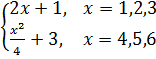 2x + 1, x = 1,2,3
x²/4 + 3, x = 4,5,6